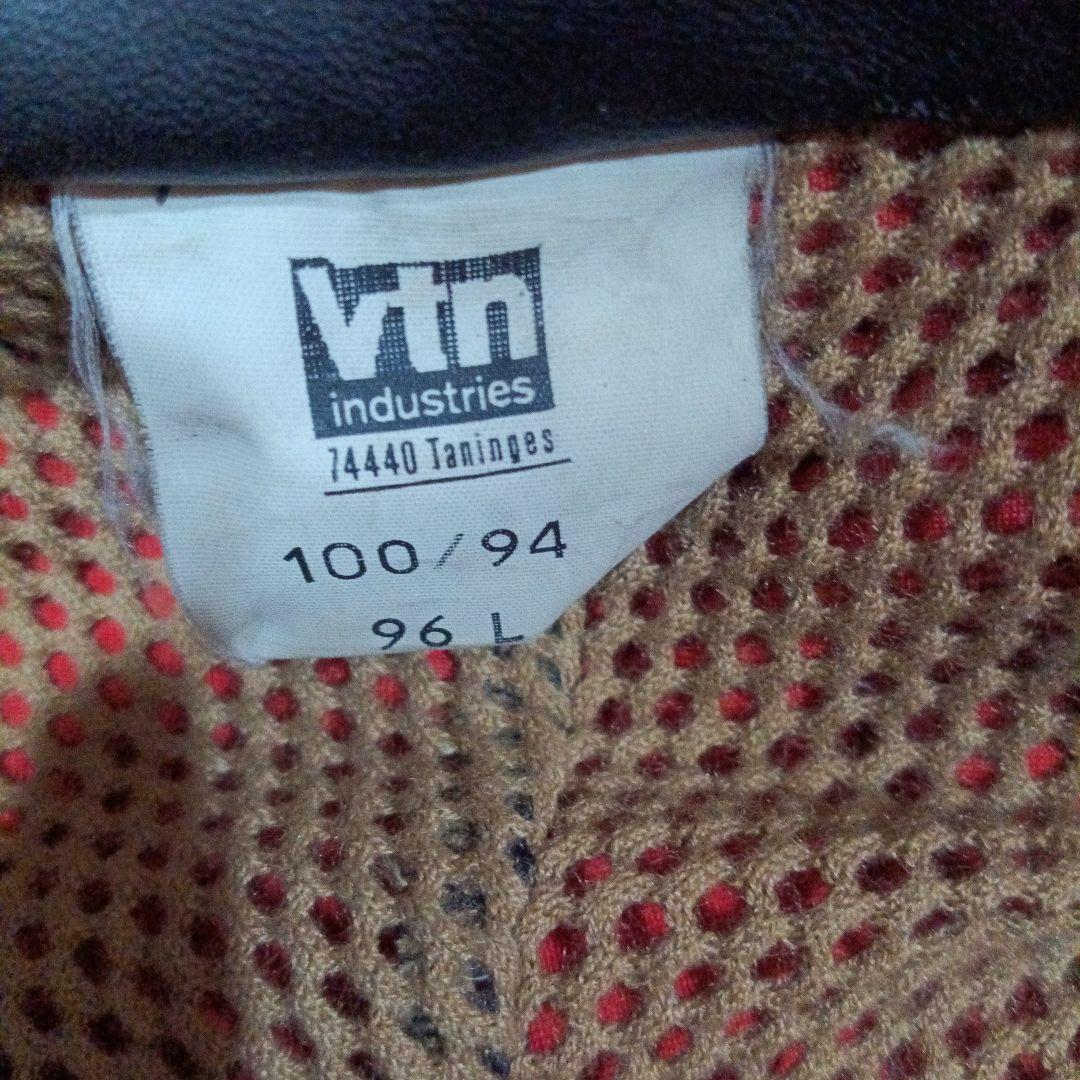 vtn
industries
74440 Taninges
100/94
96 L